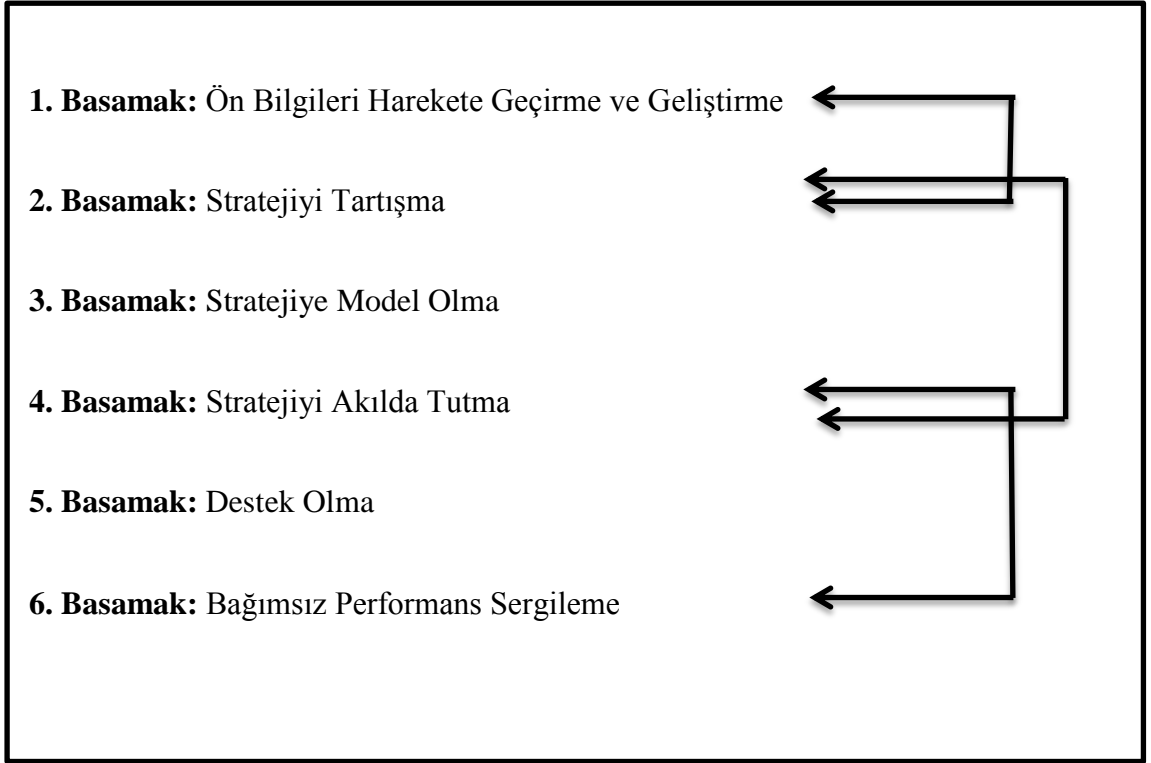 1. Basamak: Ön Bilgileri Harekete Geçirme ve Geliştirme
2. Basamak: Stratejiyi Tartışma
3. Basamak: Stratejiye Model Olma
4. Basamak: Stratejiyi Akılda Tutma
5. Basamak: Destek Olma
6. Basamak: Bağımsız Performans Sergileme